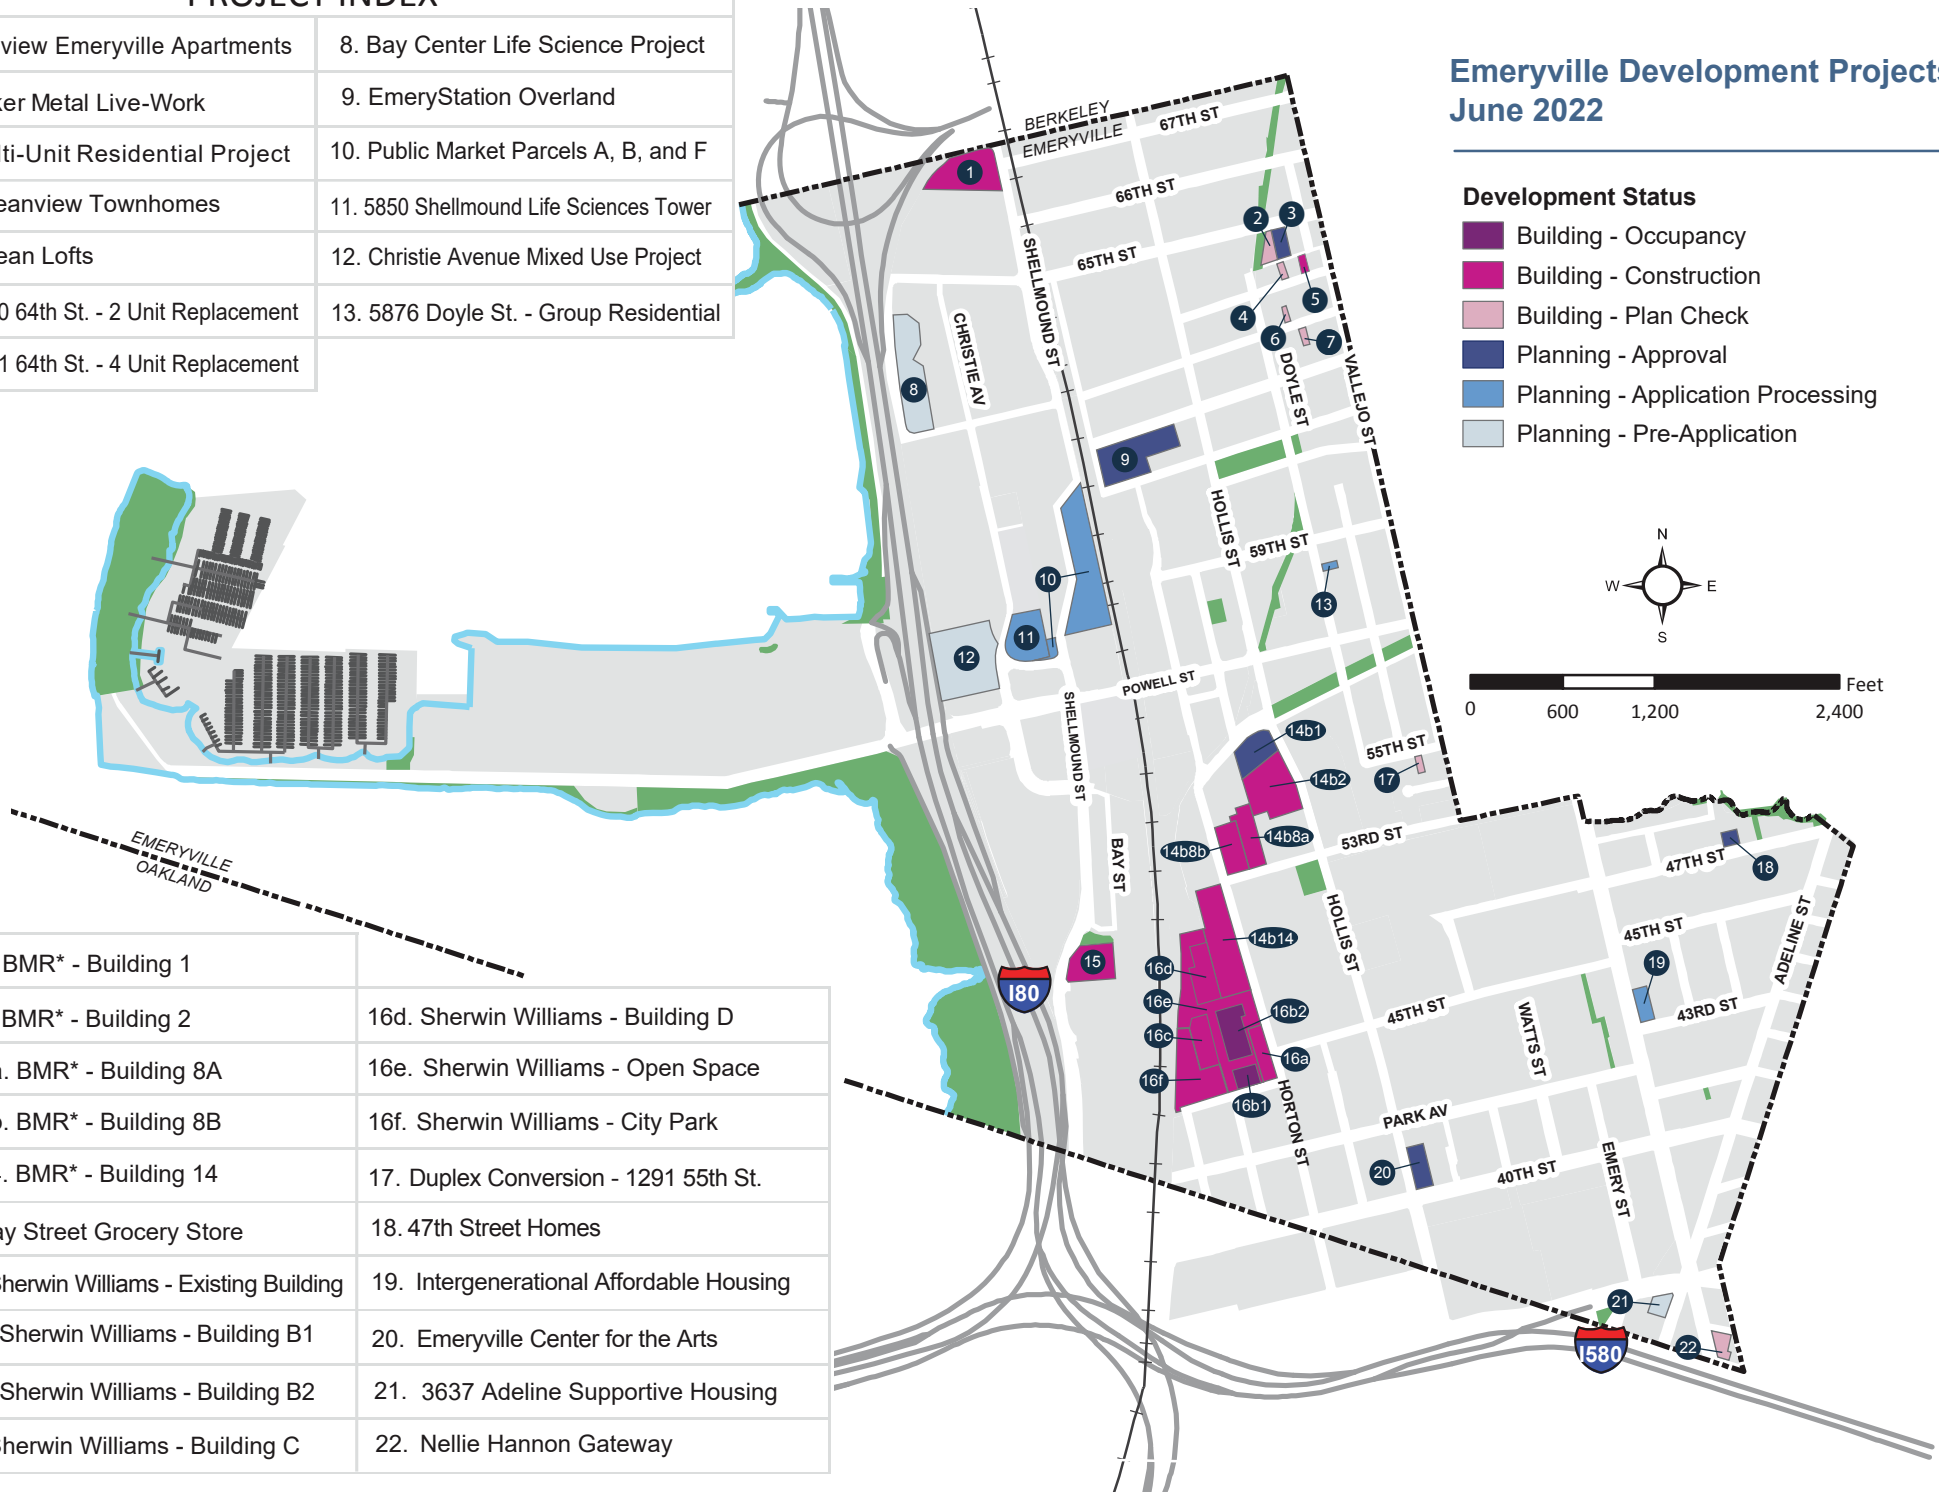 PROJECT INDEX
view Emeryville Apartments
8. Bay Center Life Science Project
er Metal Live-Work
9. EmeryStation Overland
ti-Unit Residential Project
10. Public Market Parcels A, B, and F
eanview Townhomes
11. 5850 Shellmound Life Sciences Tower
ean Lofts
12. Christie Avenue Mixed Use Project
0 64th St. - 2 Unit Replacement
13. 5876 Doyle St. - Group Residential
1 64th St. - 4 Unit Replacement
Emeryville Development Projects
June 2022
Development Status
Building - Occupancy
Building - Construction
Building - Plan Check
Planning - Approval
Planning - Application Processing
Planning - Pre-Application
N
W
E
S
Feet
0
600
1,200
2,400
BERKELEY
EMERYVILLE
67TH ST
66TH ST
65TH ST
SHELLMOUND ST
CHRISTIE AV
DOYLE ST
VALLEJO ST
HOLLIS ST
59TH ST
POWELL ST
SHELLMOUND ST
BAY ST
55TH ST
53RD ST
47TH ST
45TH ST
ADELINE ST
HOLLIS ST
45TH ST
43RD ST
WATTS ST
HORTON ST
PARK AV
40TH ST
EMERY ST
1
2
3
4
5
6
7
8
9
10
11
12
13
14b1
14b2
14b8a
14b8b
14b14
15
16d
16e
16b2
16c
16a
16f
16b1
17
18
19
20
21
22
I80
I580
EMERYVILLE
OAKLAND
BMR* - Building 1
BMR* - Building 2
16d. Sherwin Williams - Building D
. BMR* - Building 8A
16e. Sherwin Williams - Open Space
. BMR* - Building 8B
16f. Sherwin Williams - City Park
. BMR* - Building 14
17. Duplex Conversion - 1291 55th St.
ay Street Grocery Store
18. 47th Street Homes
Sherwin Williams - Existing Building
19. Intergenerational Affordable Housing
Sherwin Williams - Building B1
20. Emeryville Center for the Arts
Sherwin Williams - Building B2
21. 3637 Adeline Supportive Housing
Sherwin Williams - Building C
22. Nellie Hannon Gateway